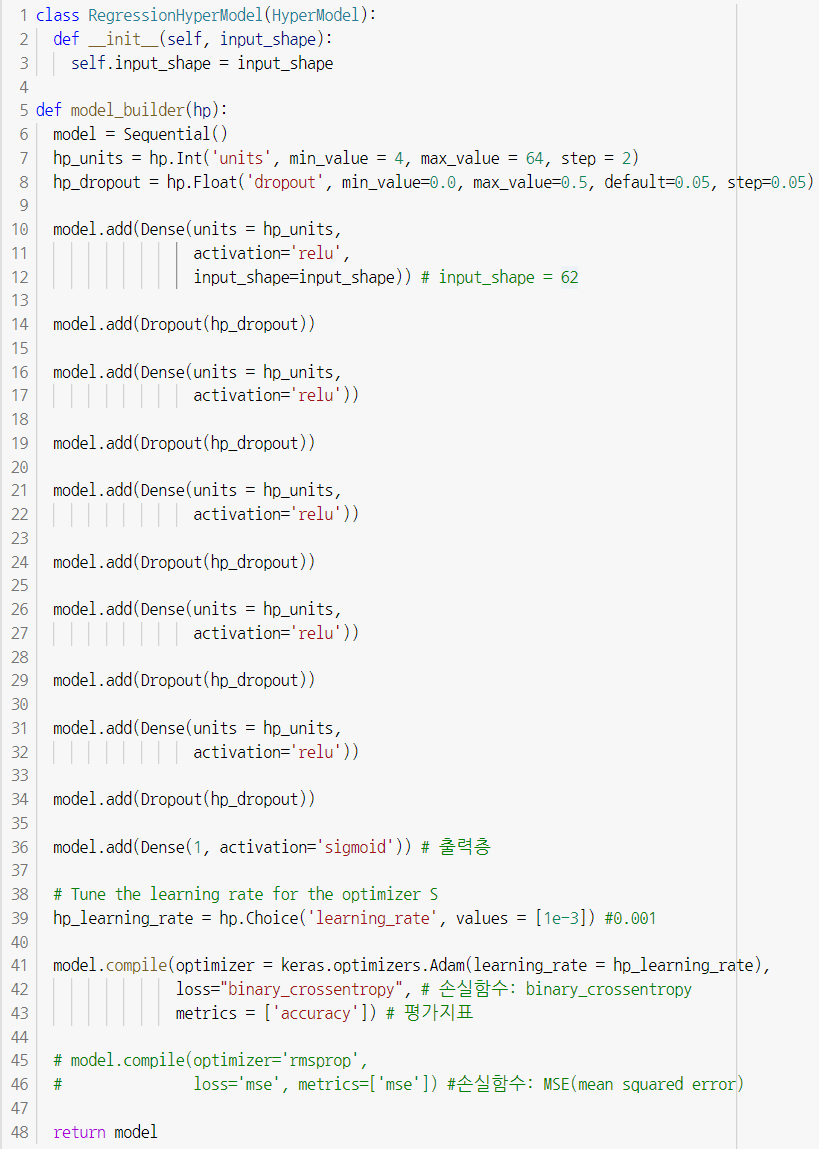 1 class RegressionHyperModel(HyperModel):
2   def __init__(self, input_shape):
3     self.input_shape = input_shape
4
5 def model_builder(hp):
6   model = Sequential()
7   hp_units = hp.Int('units', min_value = 4, max_value = 64, step = 2)
8   hp_dropout = hp.Float('dropout', min_value=0.0, max_value=0.5, default=0.05, step=0.05)
9
10   model.add(Dense(units = hp_units,
11                   activation='relu',
12                   input_shape=input_shape)) # input_shape = 62
13
14   model.add(Dropout(hp_dropout))
15
16   model.add(Dense(units = hp_units,
17                   activation='relu'))
18
19   model.add(Dropout(hp_dropout))
20
21   model.add(Dense(units = hp_units,
22                   activation='relu'))
23
24   model.add(Dropout(hp_dropout))
25
26   model.add(Dense(units = hp_units,
27                   activation='relu'))
28
29   model.add(Dropout(hp_dropout))
30
31   model.add(Dense(units = hp_units,
32                   activation='relu'))
33
34   model.add(Dropout(hp_dropout))
35
36   model.add(Dense(1, activation='sigmoid')) # 출력층
37
38   # Tune the learning rate for the optimizer S
39   hp_learning_rate = hp.Choice('learning_rate', values = [1e-3]) #0.001
40
41   model.compile(optimizer = keras.optimizers.Adam(learning_rate = hp_learning_rate),
42                 loss="binary_crossentropy", # 손실함수: binary_crossentropy
43                 metrics = ['accuracy']) # 평가지표
44
45   # model.compile(optimizer='rmsprop',
46   #               loss='mse', metrics=['mse']) #손실함수: MSE(mean squared error)
47
48   return model